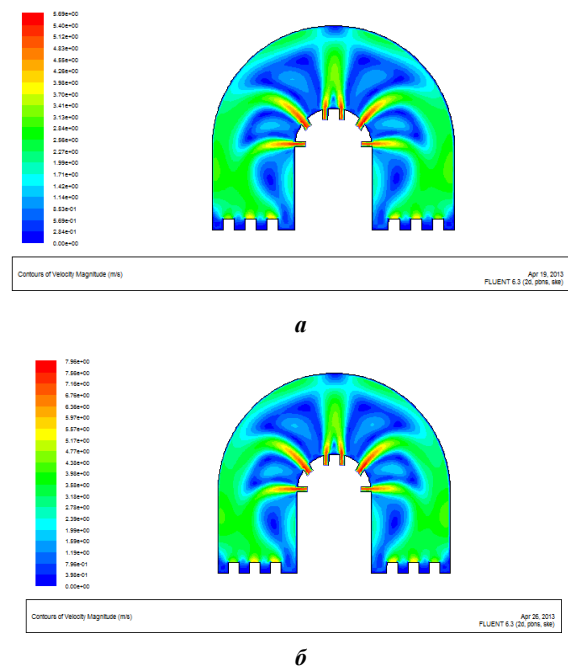 5.69e+00
5.40e+00
5.12e+00
4.83e+00
4.55e+00
4.26e+00
3.98e+00
3.70e+00
3.41e+00
3.13e+00
2.84e+00
2.56e+00
2.27e+00
1.99e+00
1.71e+00
1.42e+00
1.14e+00
8.53e-01
5.69e-01
2.84e-01
0.00e+00
Contours of Velocity Magnitude (m/s)
Apr 19, 2013
FLUENT 6.3 (2d, pbns, ske)
а
7.96e+00
7.56e+00
7.16e+00
6.76e+00
6.36e+00
5.97e+00
5.57e+00
5.17e+00
4.77e+00
4.38e+00
3.98e+00
3.58e+00
3.18e+00
2.78e+00
2.39e+00
1.99e+00
1.59e+00
1.19e+00
7.96e-01
3.98e-01
0.00e+00
Contours of Velocity Magnitude (m/s)
Apr 26, 2013
FLUENT 6.3 (2d, pbns, ske)
б